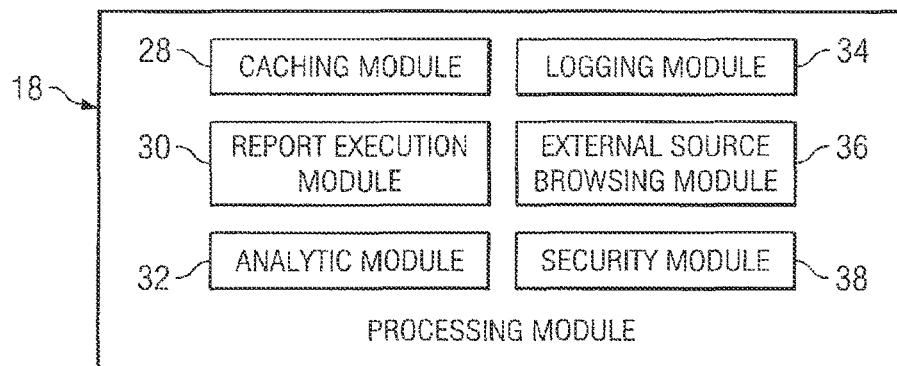 28 CACHING MODULE LOGGING MODULE 34
18
30 REPORT EXECUTION MODULE EXTERNAL SOURCE BROWSING MODULE 36
32 ANALYTIC MODULE SECURITY MODULE 38
PROCESSING MODULE